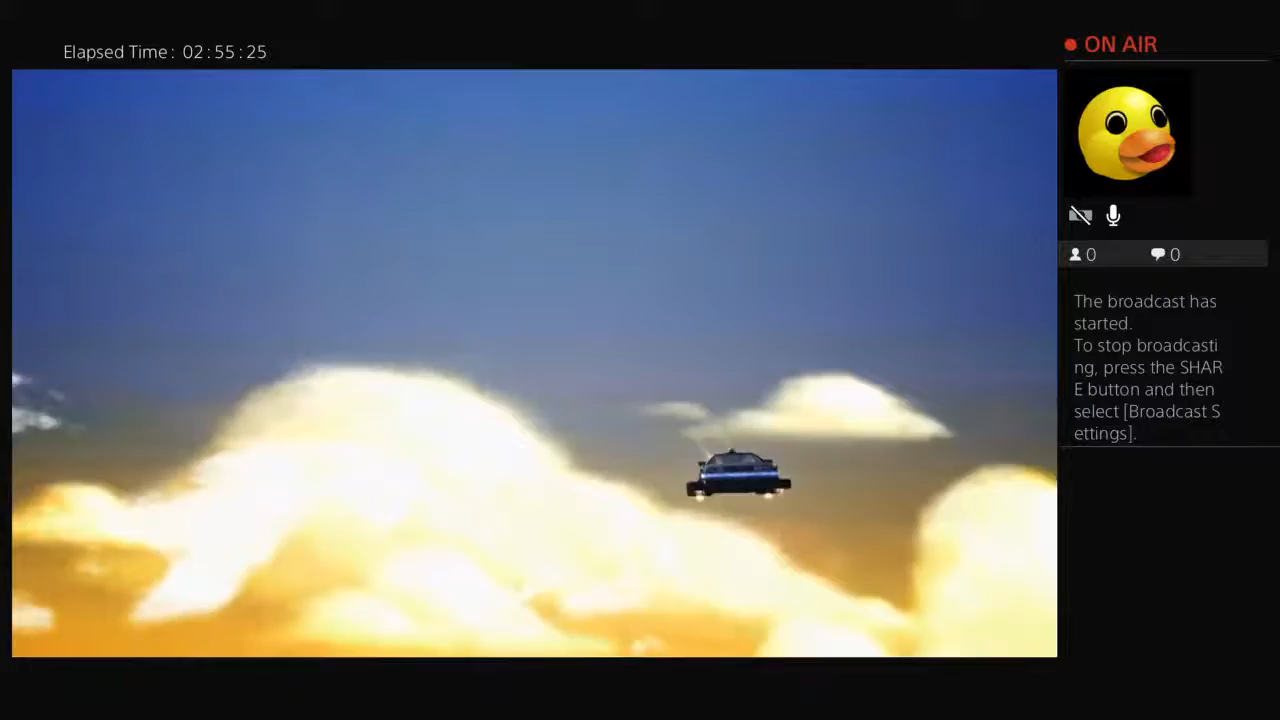 Elapsed Time: 02:55:25
ON AIR
0 0
The broadcast has
started.
To stop broadcasti
ng, press the SHAR
E button and then
select [Broadcast S
ettings].